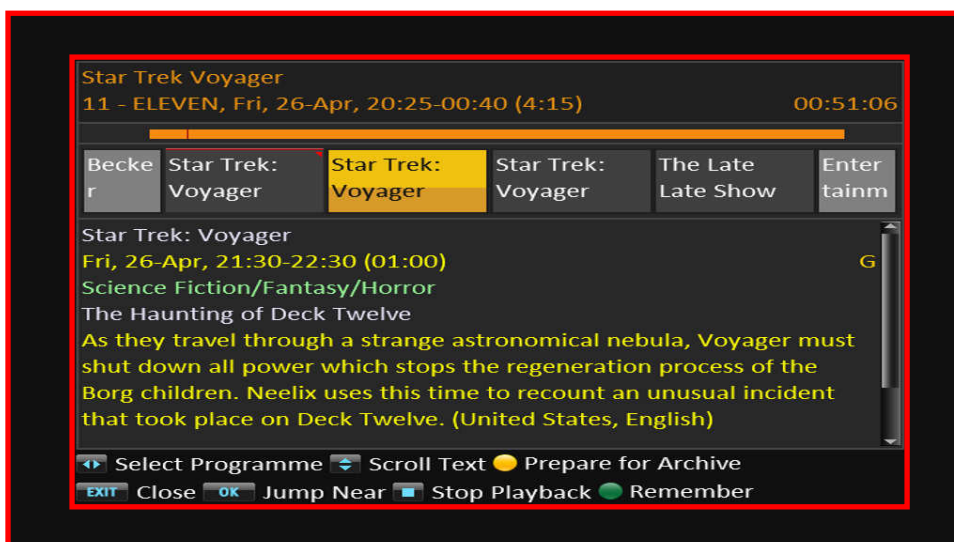 Star Trek Voyager
11 - ELEVEN, Fri, 26-Apr, 20:25-00:40 (4:15) 00:51:06
Becke Star Trek: Star Trek: Star Trek: The Late Enter
r Voyager Voyager Voyager Late Show tainm
Star Trek: Voyager
Fri, 26-Apr, 21:30-22:30 (01:00) G
Science Fiction/Fantasy/Horror
The Haunting of Deck Twelve
As they travel through a strange astronomical nebula, Voyager must
shut down all power which stops the regeneration process of the
Borg children. Neelix uses this time to recount an unusual incident
that took place on Deck Twelve. (United States, English)
Select Programme Scroll Text Prepare for Archive
EXIT Close OK Jump Near Stop Playback Remember